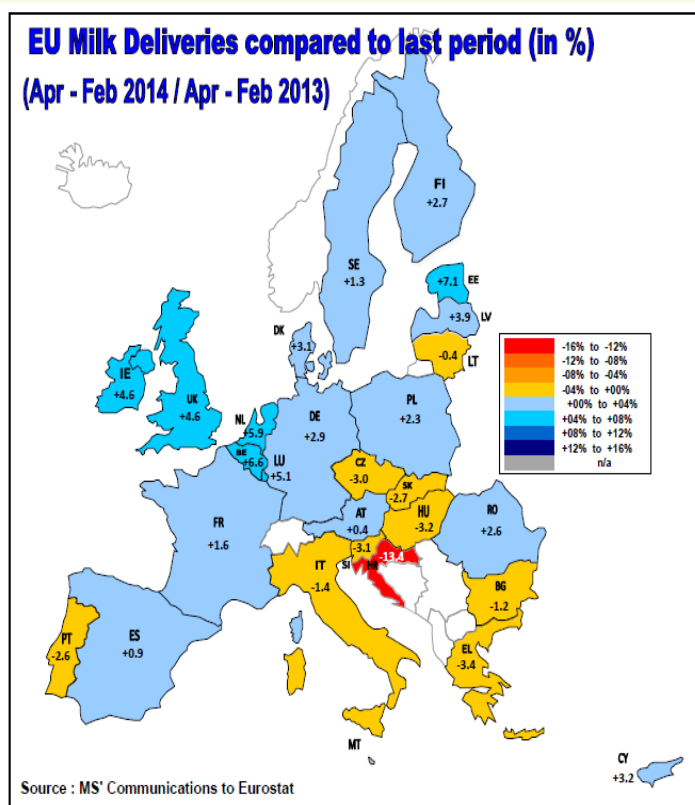 EU Milk Deliveries compared to last period (in %)
(Apr - Feb 2014 / Apr - Feb 2013)
FI
+2.7
SE
+1.3
+7.1 EE
+3.9 LV
DK
+3.1
-0.4 LT
-16% to -12%
-12% to -08%
-08% to -04%
-04% to +00%
+00% to +04%
+04% to +08%
+08% to +12%
+12% to +16%
n/a
IE
+4.6
UK
+4.6
NL
+5.9
BE
+6.6
LU
+5.1
DE
+2.9
PL
+2.3
CZ
-3.0
SK
-2.7
FR
+1.6
AT
+0.4
HU
-3.2
RO
+2.6
-3.1
SI
HR
-13.4
IT
-1.4
BG
-1.2
PT
-2.6
ES
+0.9
EL
-3.4
MT
CY
+3.2
Source : MS' Communications to Eurostat